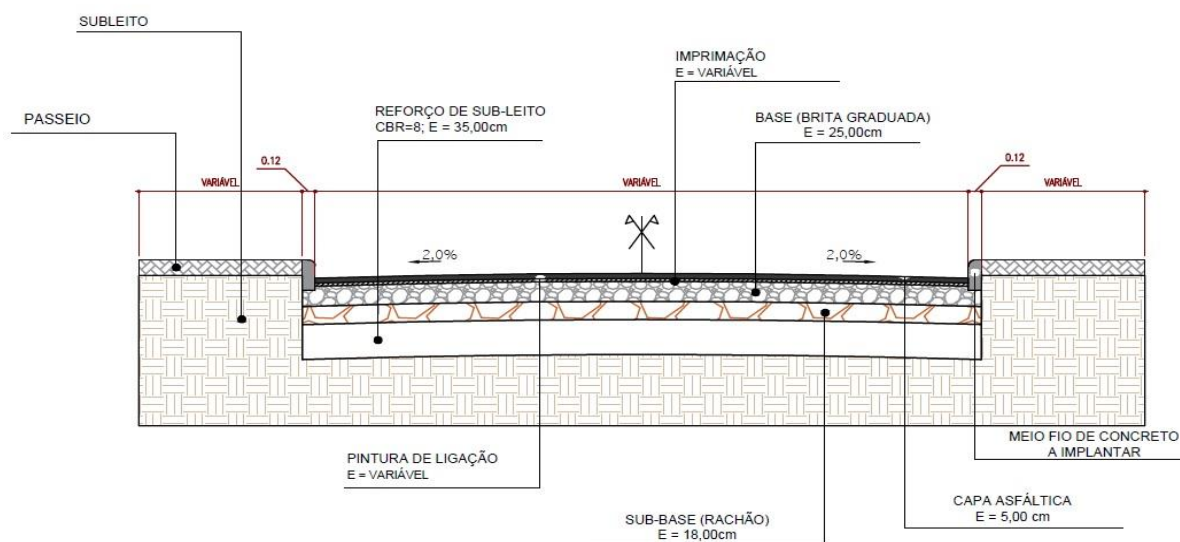 SUBLEITO
IMPRIMAÇÃO
E = VARIÁVEL
REFORÇO DE SUB-LEITO
CBR=8; E = 35,00cm
BASE (BRITA GRADUADA)
E = 25,00cm
PASSEIO
0.12
0.12
VARIÁVEL
VARIÁVEL
VARIÁVEL
2,0%
2,0%
MEIO FIO DE CONCRETO
A IMPLANTAR
PINTURA DE LIGAÇÃO
E = VARIÁVEL
CAPA ASFÁLTICA
E = 5,00 cm
SUB-BASE (RACHÃO)
E = 18,00cm